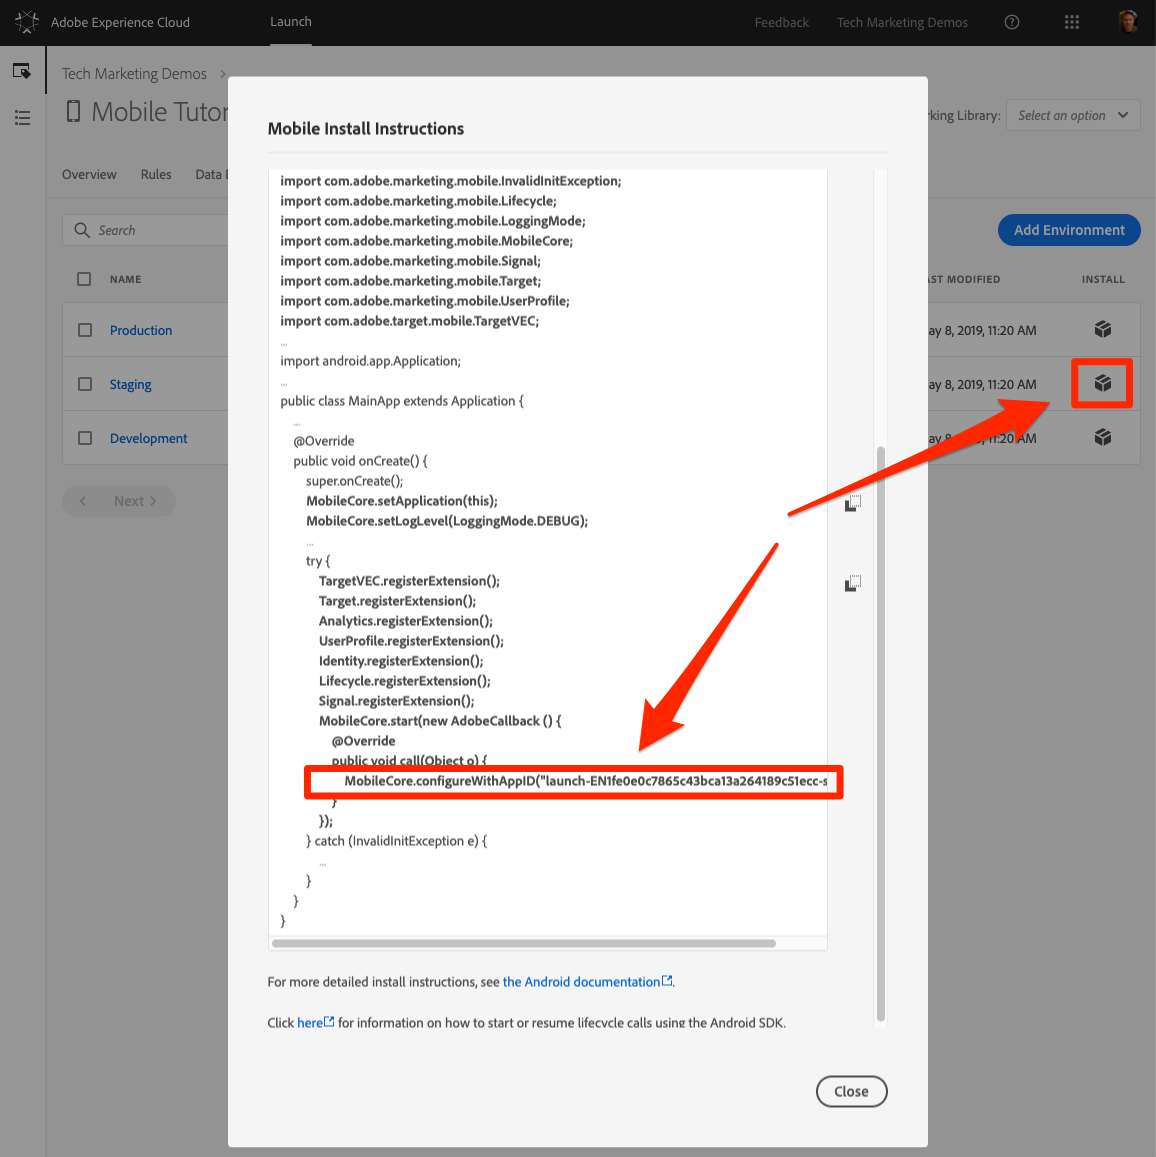 Adobe Experience Cloud
Launch
Feedback
Tech Marketing Demos
Tech Marketing Demos
Mobile Tutor
rking Library:
Select an option
Overview
Rules
Data
Search
Add Environment
NAME
ST MODIFIED
INSTALL
Production
ay 8, 2019, 11:20 AM
Staging
ay 8, 2019, 11:20 AM
Development
11:20 AM
Next
Mobile Install Instructions
import com.adobe.marketing.mobile.InvalidInitException;
import com.adobe.marketing.mobile.Lifecycle;
import com.adobe.marketing.mobile.LoggingMode;
import com.adobe.marketing.mobile.MobileCore;
import com.adobe.marketing.mobile.Signal;
import com.adobe.marketing.mobile.Target;
import com.adobe.marketing.mobile.UserProfile;
import com.adobe.target.mobile.TargetVEC;
...
import android.app.Application;
...
public class MainApp extends Application {
...
@Override
public void onCreate() {
super.onCreate();
MobileCore.setApplication(this);
MobileCore.setLogLevel(LoggingMode.DEBUG);
...
try {
TargetVEC.registerExtension();
Target.registerExtension();
Analytics.registerExtension();
UserProfile.registerExtension();
Identity.registerExtension();
Lifecycle.registerExtension();
Signal.registerExtension();
MobileCore.start(new AdobeCallback () {
@Override
public void call(Object o) {
MobileCore.configureWithAppID("launch-EN1fe0e0c7865c43bca13a264189c51ecc-s
}
});
} catch (InvalidInitException e) {
...
}
}
}
For more detailed install instructions, see the Android documentation.
Click here for information on how to start or resume lifecycle calls using the Android SDK.
Close